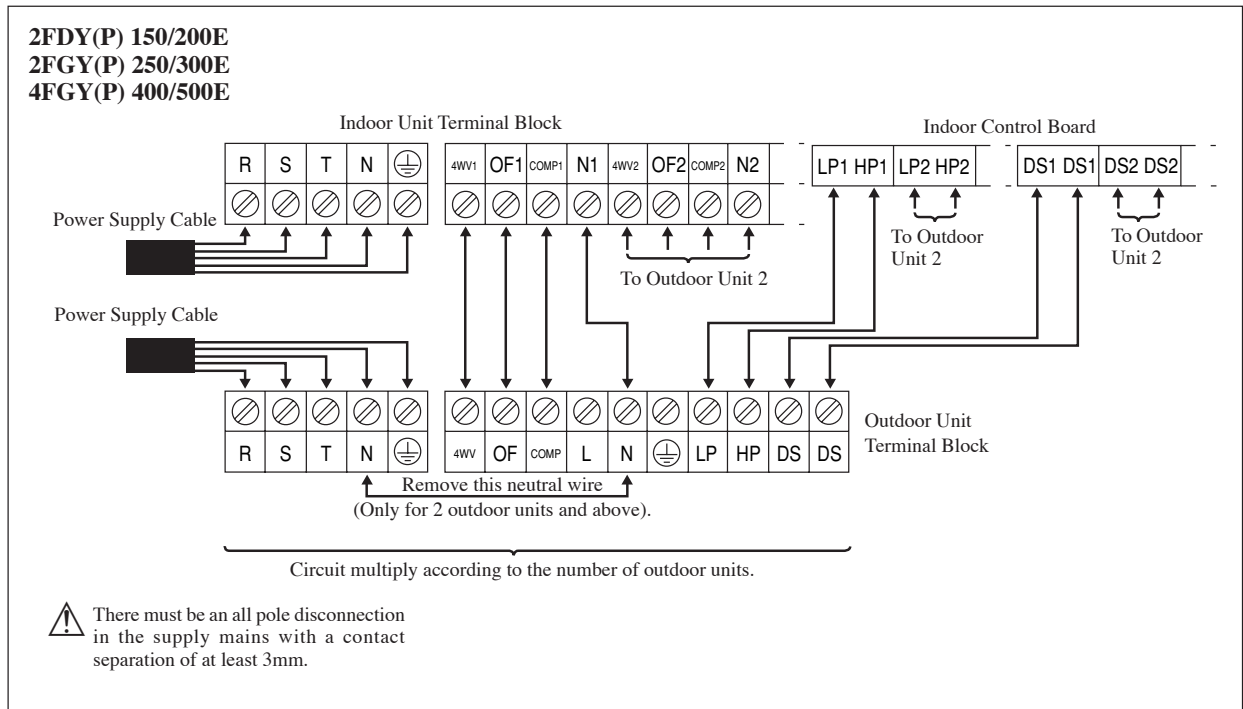 2FDY(P) 150/200E
2FGY(P) 250/300E
4FGY(P) 400/500E
Indoor Unit Terminal Block
Indoor Control Board
R S T N 4WV1 OF1 COMP1 N1 4WV2 OF2 COMP2 N2 LP1 HP1 LP2 HP2 DS1 DS1 DS2 DS2
Power Supply Cable
To Outdoor
Unit 2
To Outdoor
Unit 2
To Outdoor Unit 2
Power Supply Cable
Outdoor Unit
Terminal Block
R S T N 4WV OF COMP L N LP HP DS DS
Remove this neutral wire
(Only for 2 outdoor units and above).
Circuit multiply according to the number of outdoor units.
There must be an all pole disconnection
in the supply mains with a contact
separation of at least 3mm.